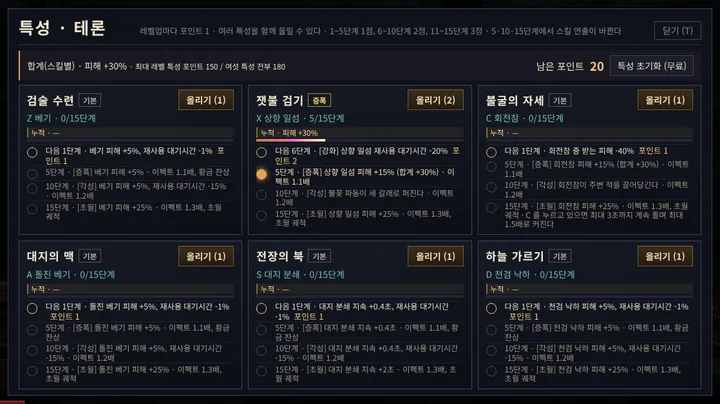 특성 · 테론
레벨업마다 포인트 1 · 여러 특성을 함께 올릴 수 있다 · 1~5단계 1점, 6~10단계 2점, 11~15단계 3점 · 5·10·15단계에서 스킬 연출이 바뀐다
닫기 (T)
합계(스킬별) · 피해 +30% · 최대 레벨 특성 포인트 150 / 여섯 특성 전부 180
남은 포인트 20
특성 초기화 (무료)
검술 수련 기본
올리기 (1)
Z 베기 · 0/15단계
누적 · —
다음 1단계 · 베기 피해 +5%, 재사용 대기시간 -1% 포
인트 1
5단계 · [증폭] 베기 피해 +5% · 이펙트 1.1배, 황금 잔상
10단계 · [각성] 베기 피해 +5%, 재사용 대기시간 -15%
· 이펙트 1.2배
15단계 · [초월] 베기 피해 +25% · 이펙트 1.3배, 초월
궤적
잿불 검기 증폭
올리기 (2)
X 상향 일섬 · 5/15단계
누적 · 피해 +30%
다음 6단계 · [강화] 상향 일섬 재사용 대기시간 -20% 포
인트 2
5단계 · [증폭] 상향 일섬 피해 +15% (합계 +30%) · 이
펙트 1.1배
10단계 · [각성] 불꽃 파동이 세 갈래로 퍼진다 · 이펙트
1.2배
15단계 · [초월] 상향 일섬 피해 +25% · 이펙트 1.3배,
초월 궤적
불굴의 자세 기본
올리기 (1)
C 회전참 · 0/15단계
누적 · —
다음 1단계 · 회전참 중 받는 피해 -40% 포인트 1
5단계 · [증폭] 회전참 피해 +15% (합계 +30%) · 이펙트
1.1배
10단계 · [각성] 회전참이 주변 적을 끌어당긴다 · 이펙트
1.2배
15단계 · [초월] 회전참 피해 +25% · 이펙트 1.3배, 초월
궤적 · C 를 누르고 있으면 최대 3초까지 계속 돌며 최대
1.5배로 커진다
대지의 맥 기본
올리기 (1)
A 돌진 베기 · 0/15단계
누적 · —
다음 1단계 · 돌진 베기 피해 +5%, 재사용 대기시간 -1%
포인트 1
5단계 · [증폭] 돌진 베기 피해 +5% · 이펙트 1.1배, 황금
잔상
10단계 · [각성] 돌진 베기 피해 +5%, 재사용 대기시간
-15% · 이펙트 1.2배
15단계 · [초월] 돌진 베기 피해 +25% · 이펙트 1.3배,
초월 궤적
전장의 북 기본
올리기 (1)
S 대지 분쇄 · 0/15단계
누적 · —
다음 1단계 · 대지 분쇄 지속 +0.4초, 재사용 대기시간
-1% 포인트 1
5단계 · [증폭] 대지 분쇄 지속 +0.4초 · 이펙트 1.1배, 황
금 잔상
10단계 · [각성] 대지 분쇄 지속 +0.4초, 재사용 대기시간
-15% · 이펙트 1.2배
15단계 · [초월] 대지 분쇄 지속 +2초 · 이펙트 1.3배, 초
월 궤적
하늘 가르기 기본
올리기 (1)
D 천검 낙하 · 0/15단계
누적 · —
다음 1단계 · 천검 낙하 피해 +5%, 재사용 대기시간 -1%
포인트 1
5단계 · [증폭] 천검 낙하 피해 +5% · 이펙트 1.1배, 황금
잔상
10단계 · [각성] 천검 낙하 피해 +5%, 재사용 대기시간
-15% · 이펙트 1.2배
15단계 · [초월] 천검 낙하 피해 +25% · 이펙트 1.3배,
초월 궤적